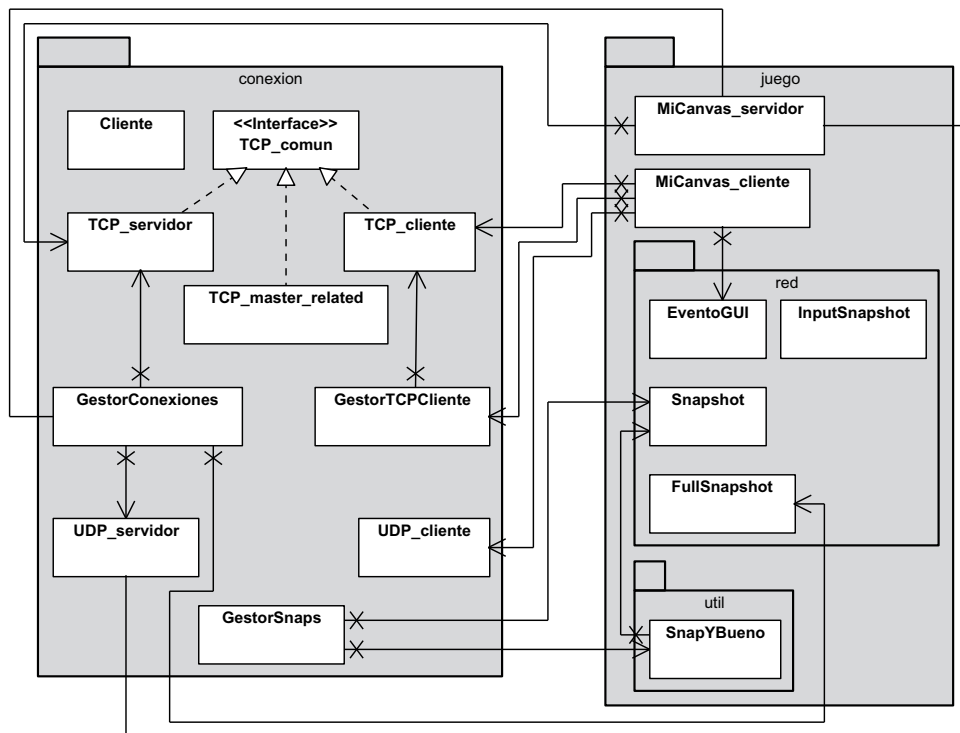 conexion
Cliente
<<Interface>>
TCP_comun
TCP_servidor
TCP_cliente
TCP_master_related
GestorConexiones
GestorTCPCliente
UDP_servidor
UDP_cliente
GestorSnaps
juego
MiCanvas_servidor
MiCanvas_cliente
red
EventoGUI
InputSnapshot
Snapshot
FullSnapshot
util
SnapYBueno